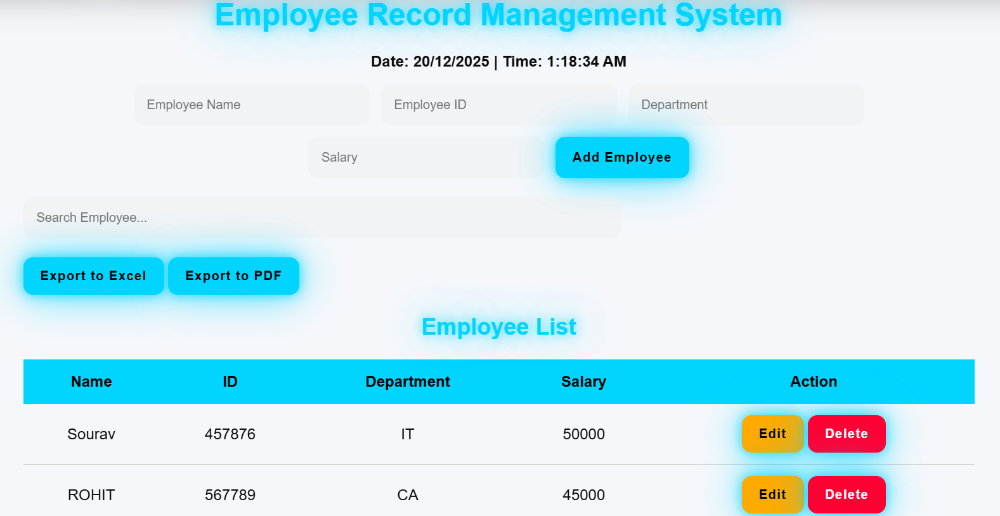 Employee Record Management System
Date: 20/12/2025 | Time: 1:18:34 AM
Employee Name Employee ID Department
Salary Add Employee
Search Employee...
Export to Excel Export to PDF
Employee List
Name ID Department Salary Action
Sourav 457876 IT 50000 Edit Delete
ROHIT 567789 CA 45000 Edit Delete